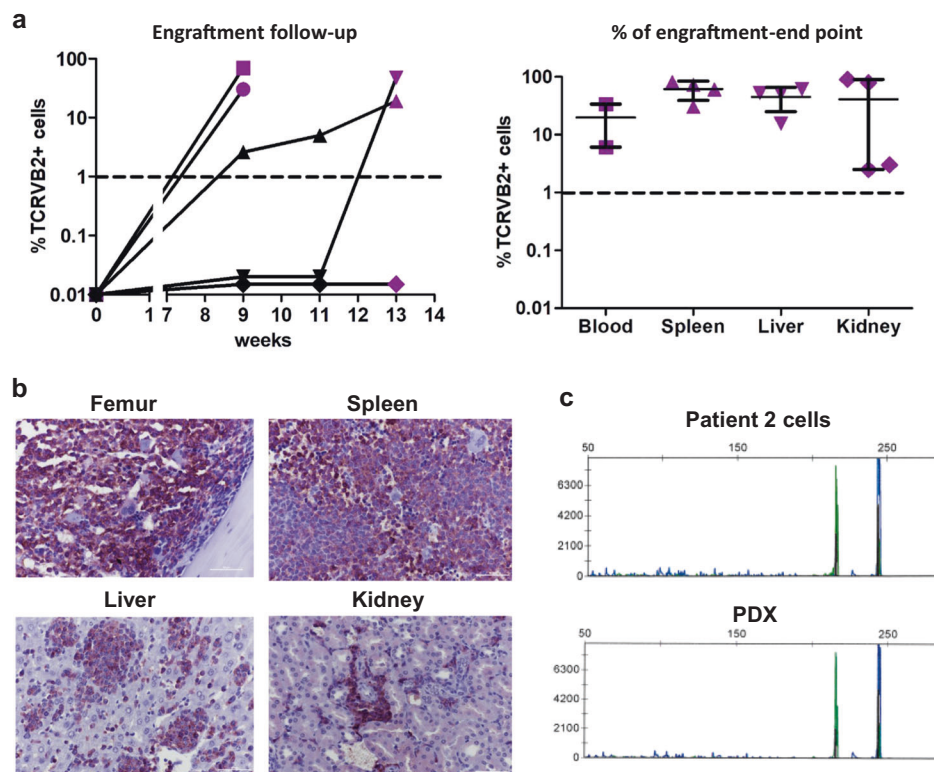 a
Engraftment follow-up
% TCRVB2+ cells
100
10
1
0.1
0.01
0 1 7 8 9 10 11 12 13 14
weeks
% of engraftment-end point
% TCRVB2+ cells
100
10
1
0.1
0.01
Blood Spleen Liver Kidney
b
Femur Spleen
Liver Kidney
c
Patient 2 cells
50 150 250
6300
4200
2100
0
PDX
50 150 250
6300
4200
2100
0